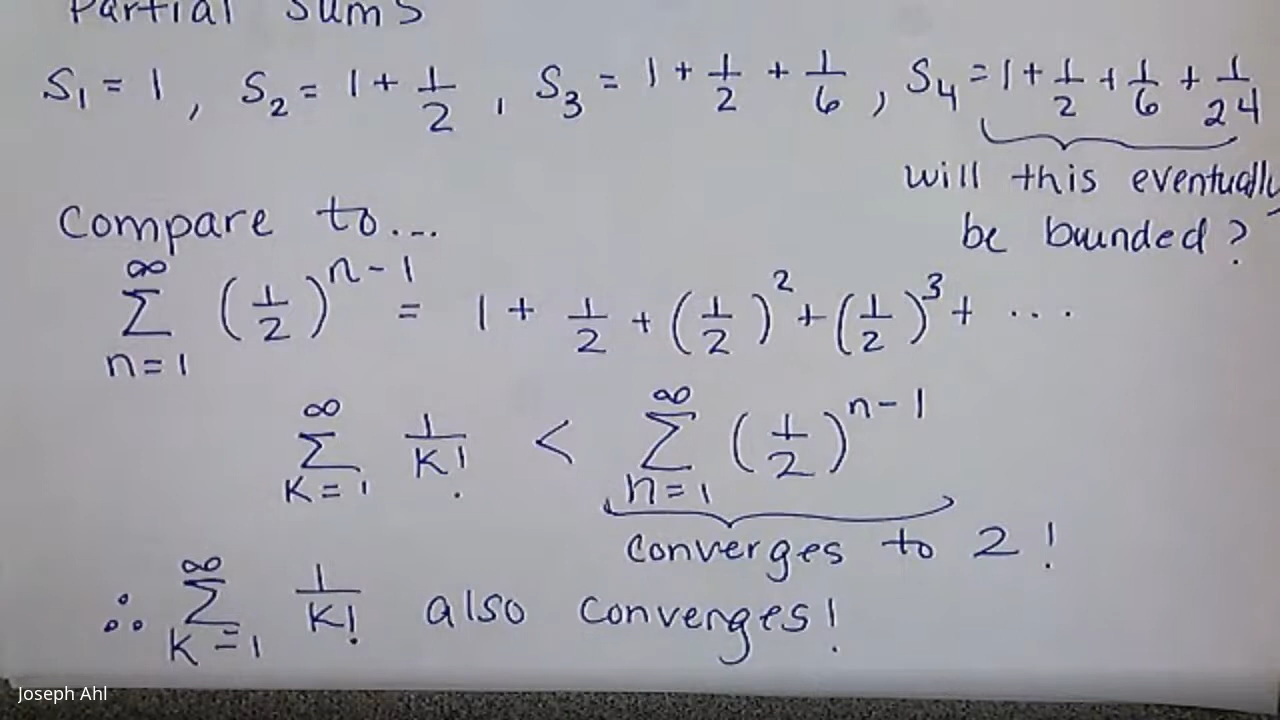 Partial Sums
S₁ = 1 , S₂ = 1 + 1/2 , S₃ = 1 + 1/2 + 1/6 , S₄ = 1 + 1/2 + 1/6 + 1/24
will this eventually
be bounded ?
Compare to...
∑_{n=1}^{∞} (1/2)^{n-1} = 1 + 1/2 + (1/2)² + (1/2)³ + ...
∑_{K=1}^{∞} 1/K! < ∑_{n=1}^{∞} (1/2)^{n-1}
converges to 2 !
∴ ∑_{K=1}^{∞} 1/K! also converges!
Joseph Ahl